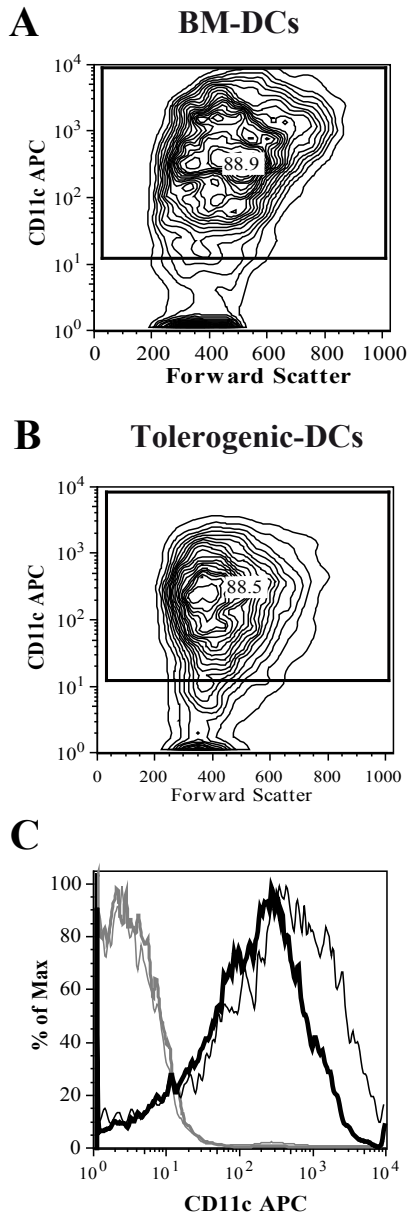 A
BM-DCs
10^4
10^3
10^2
10^1
10^0
CD11c APC
88.9
0 200 400 600 800 1000
Forward Scatter
B
Tolerogenic-DCs
10^4
10^3
10^2
10^1
10^0
CD11c APC
88.5
0 200 400 600 800 1000
Forward Scatter
C
100
80
60
40
20
0
% of Max
10^0 10^1 10^2 10^3 10^4
CD11c APC